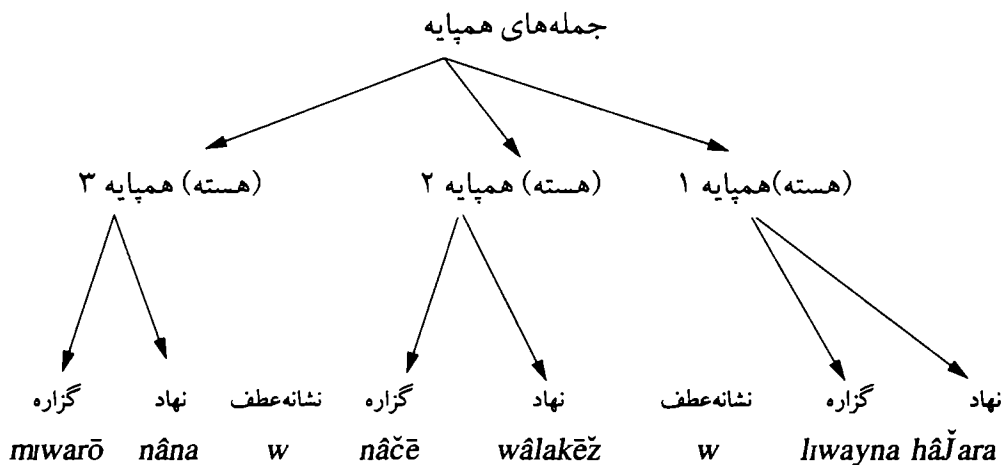 جمله‌های همپایه
(هسته)همپایه ۱ (هسته) همپایه ۲ (هسته) همپایه ۳
نهاد گزاره نشانه‌عطف نهاد گزاره نشانه‌عطف نهاد گزاره
mıwarō nâna w nâčē wâlakēž w lıwayna hâJ̌ara